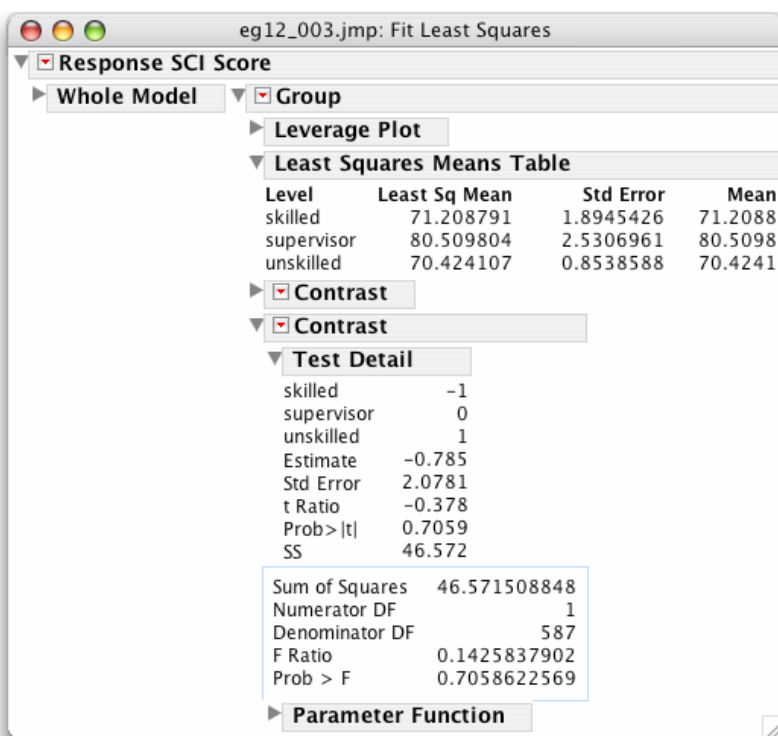 eg12_003.jmp: Fit Least Squares
Response SCI Score
Whole Model
Group
Leverage Plot
Least Squares Means Table
Level Least Sq Mean Std Error Mean
skilled 71.208791 1.8945426 71.2088
supervisor 80.509804 2.5306961 80.5098
unskilled 70.424107 0.8538588 70.4241
Contrast
Contrast
Test Detail
skilled -1
supervisor 0
unskilled 1
Estimate -0.785
Std Error 2.0781
t Ratio -0.378
Prob>|t| 0.7059
SS 46.572
Sum of Squares 46.571508848
Numerator DF 1
Denominator DF 587
F Ratio 0.1425837902
Prob > F 0.7058622569
Parameter Function